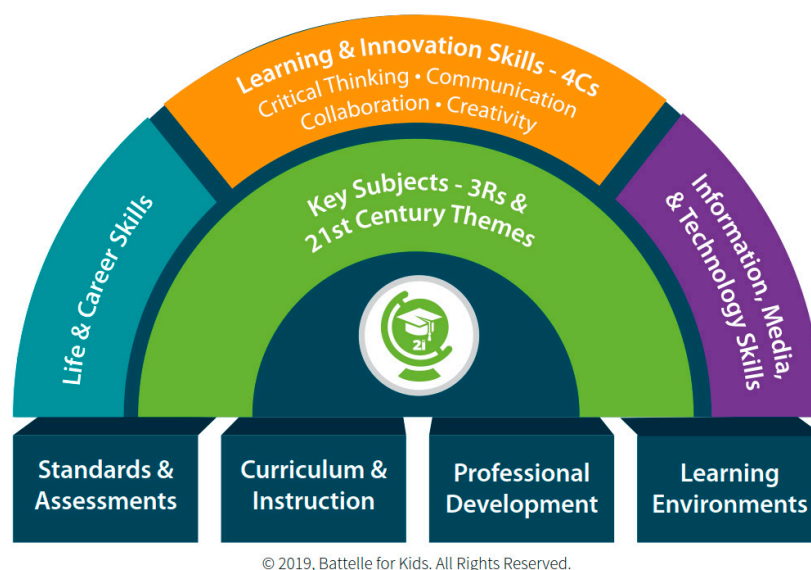 Learning & Innovation Skills - 4Cs
Critical Thinking • Communication
Collaboration • Creativity
Life & Career Skills
Key Subjects - 3Rs &
21st Century Themes
Information, Media,
& Technology Skills
2i
Standards &
Assessments
Curriculum &
Instruction
Professional
Development
Learning
Environments
© 2019, Battelle for Kids. All Rights Reserved.